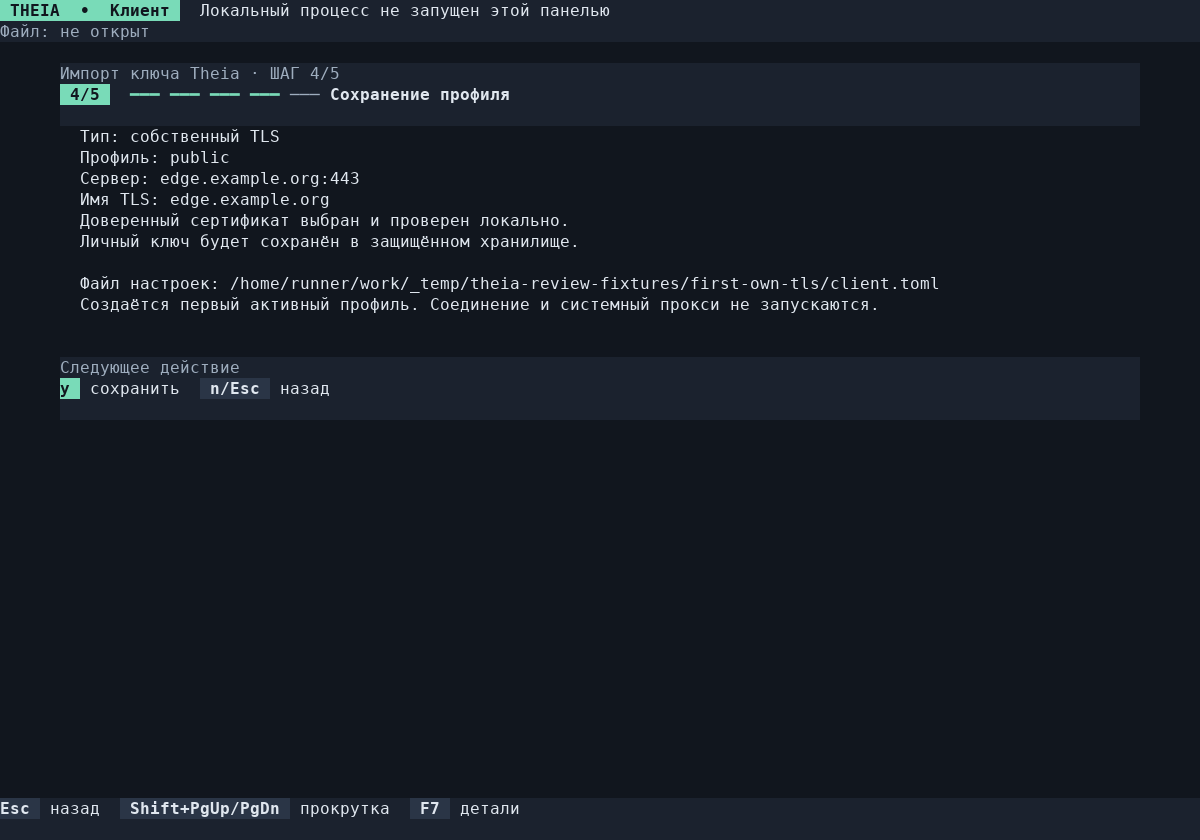 THEIA • Клиент Локальный процесс не запущен этой панелью
Файл: не открыт
Импорт ключа Theia · ШАГ 4/5
4/5 Сохранение профиля
Тип: собственный TLS
Профиль: public
Сервер: edge.example.org:443
Имя TLS: edge.example.org
Доверенный сертификат выбран и проверен локально.
Личный ключ будет сохранён в защищённом хранилище.
Файл настроек: /home/runner/work/_temp/theia-review-fixtures/first-own-tls/client.toml
Создаётся первый активный профиль. Соединение и системный прокси не запускаются.
Следующее действие
y сохранить n/Esc назад
Esc назад Shift+PgUp/PgDn прокрутка F7 детали